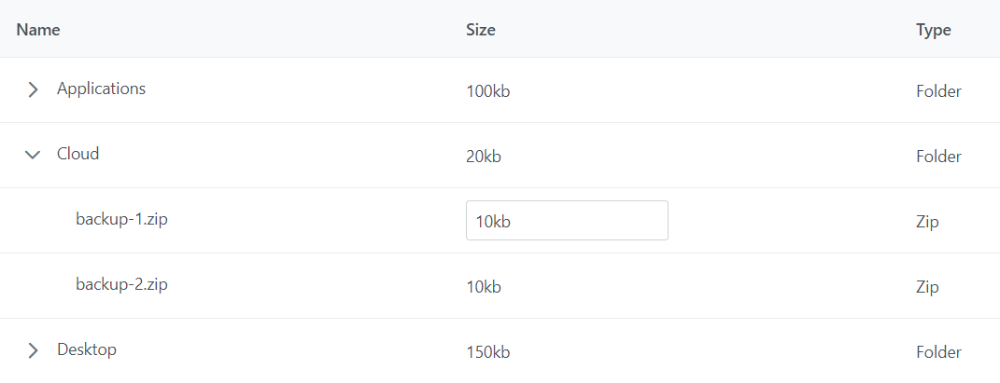 Name Size Type
Applications 100kb Folder
Cloud 20kb Folder
backup-1.zip 10kb Zip
backup-2.zip 10kb Zip
Desktop 150kb Folder